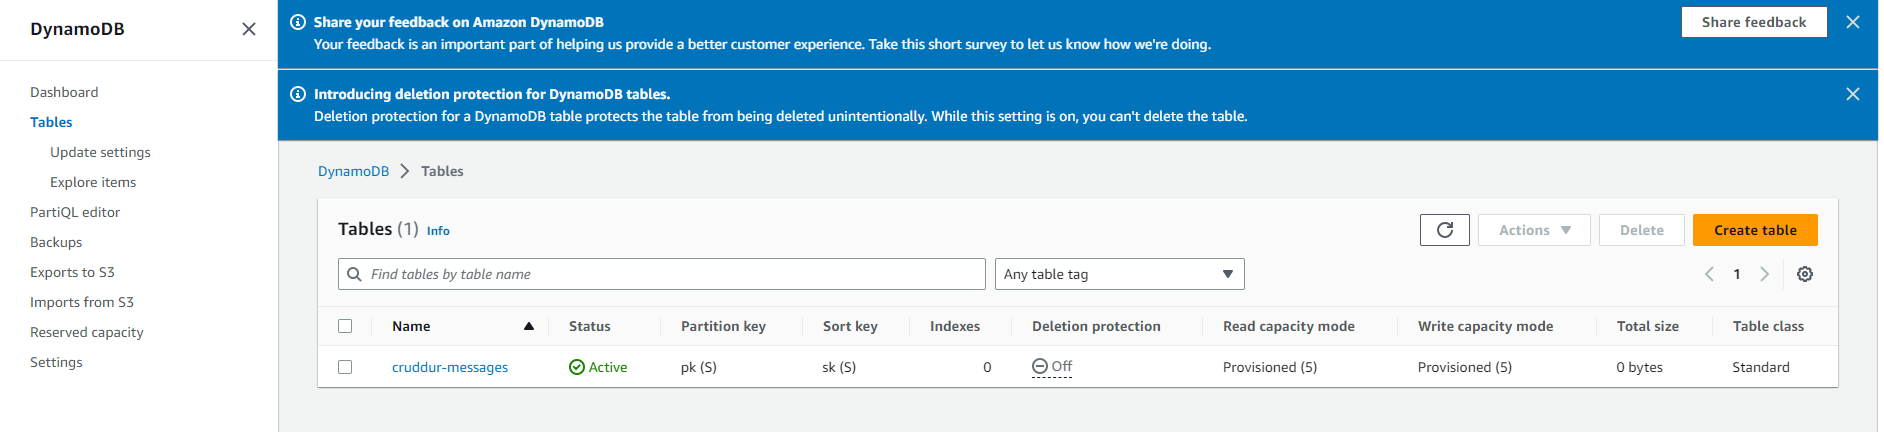 DynamoDB
Dashboard
Tables
Update settings
Explore items
PartiQL editor
Backups
Exports to S3
Imports from S3
Reserved capacity
Settings
Share your feedback on Amazon DynamoDB
Your feedback is an important part of helping us provide a better customer experience. Take this short survey to let us know how we're doing.
Share feedback
Introducing deletion protection for DynamoDB tables.
Deletion protection for a DynamoDB table protects the table from being deleted unintentionally. While this setting is on, you can't delete the table.
DynamoDB Tables
Tables (1) Info
Actions Delete Create table
Find tables by table name Any table tag 1
Name Status Partition key Sort key Indexes Deletion protection Read capacity mode Write capacity mode Total size Table class
cruddur-messages Active pk (S) sk (S) 0 Off Provisioned (5) Provisioned (5) 0 bytes Standard